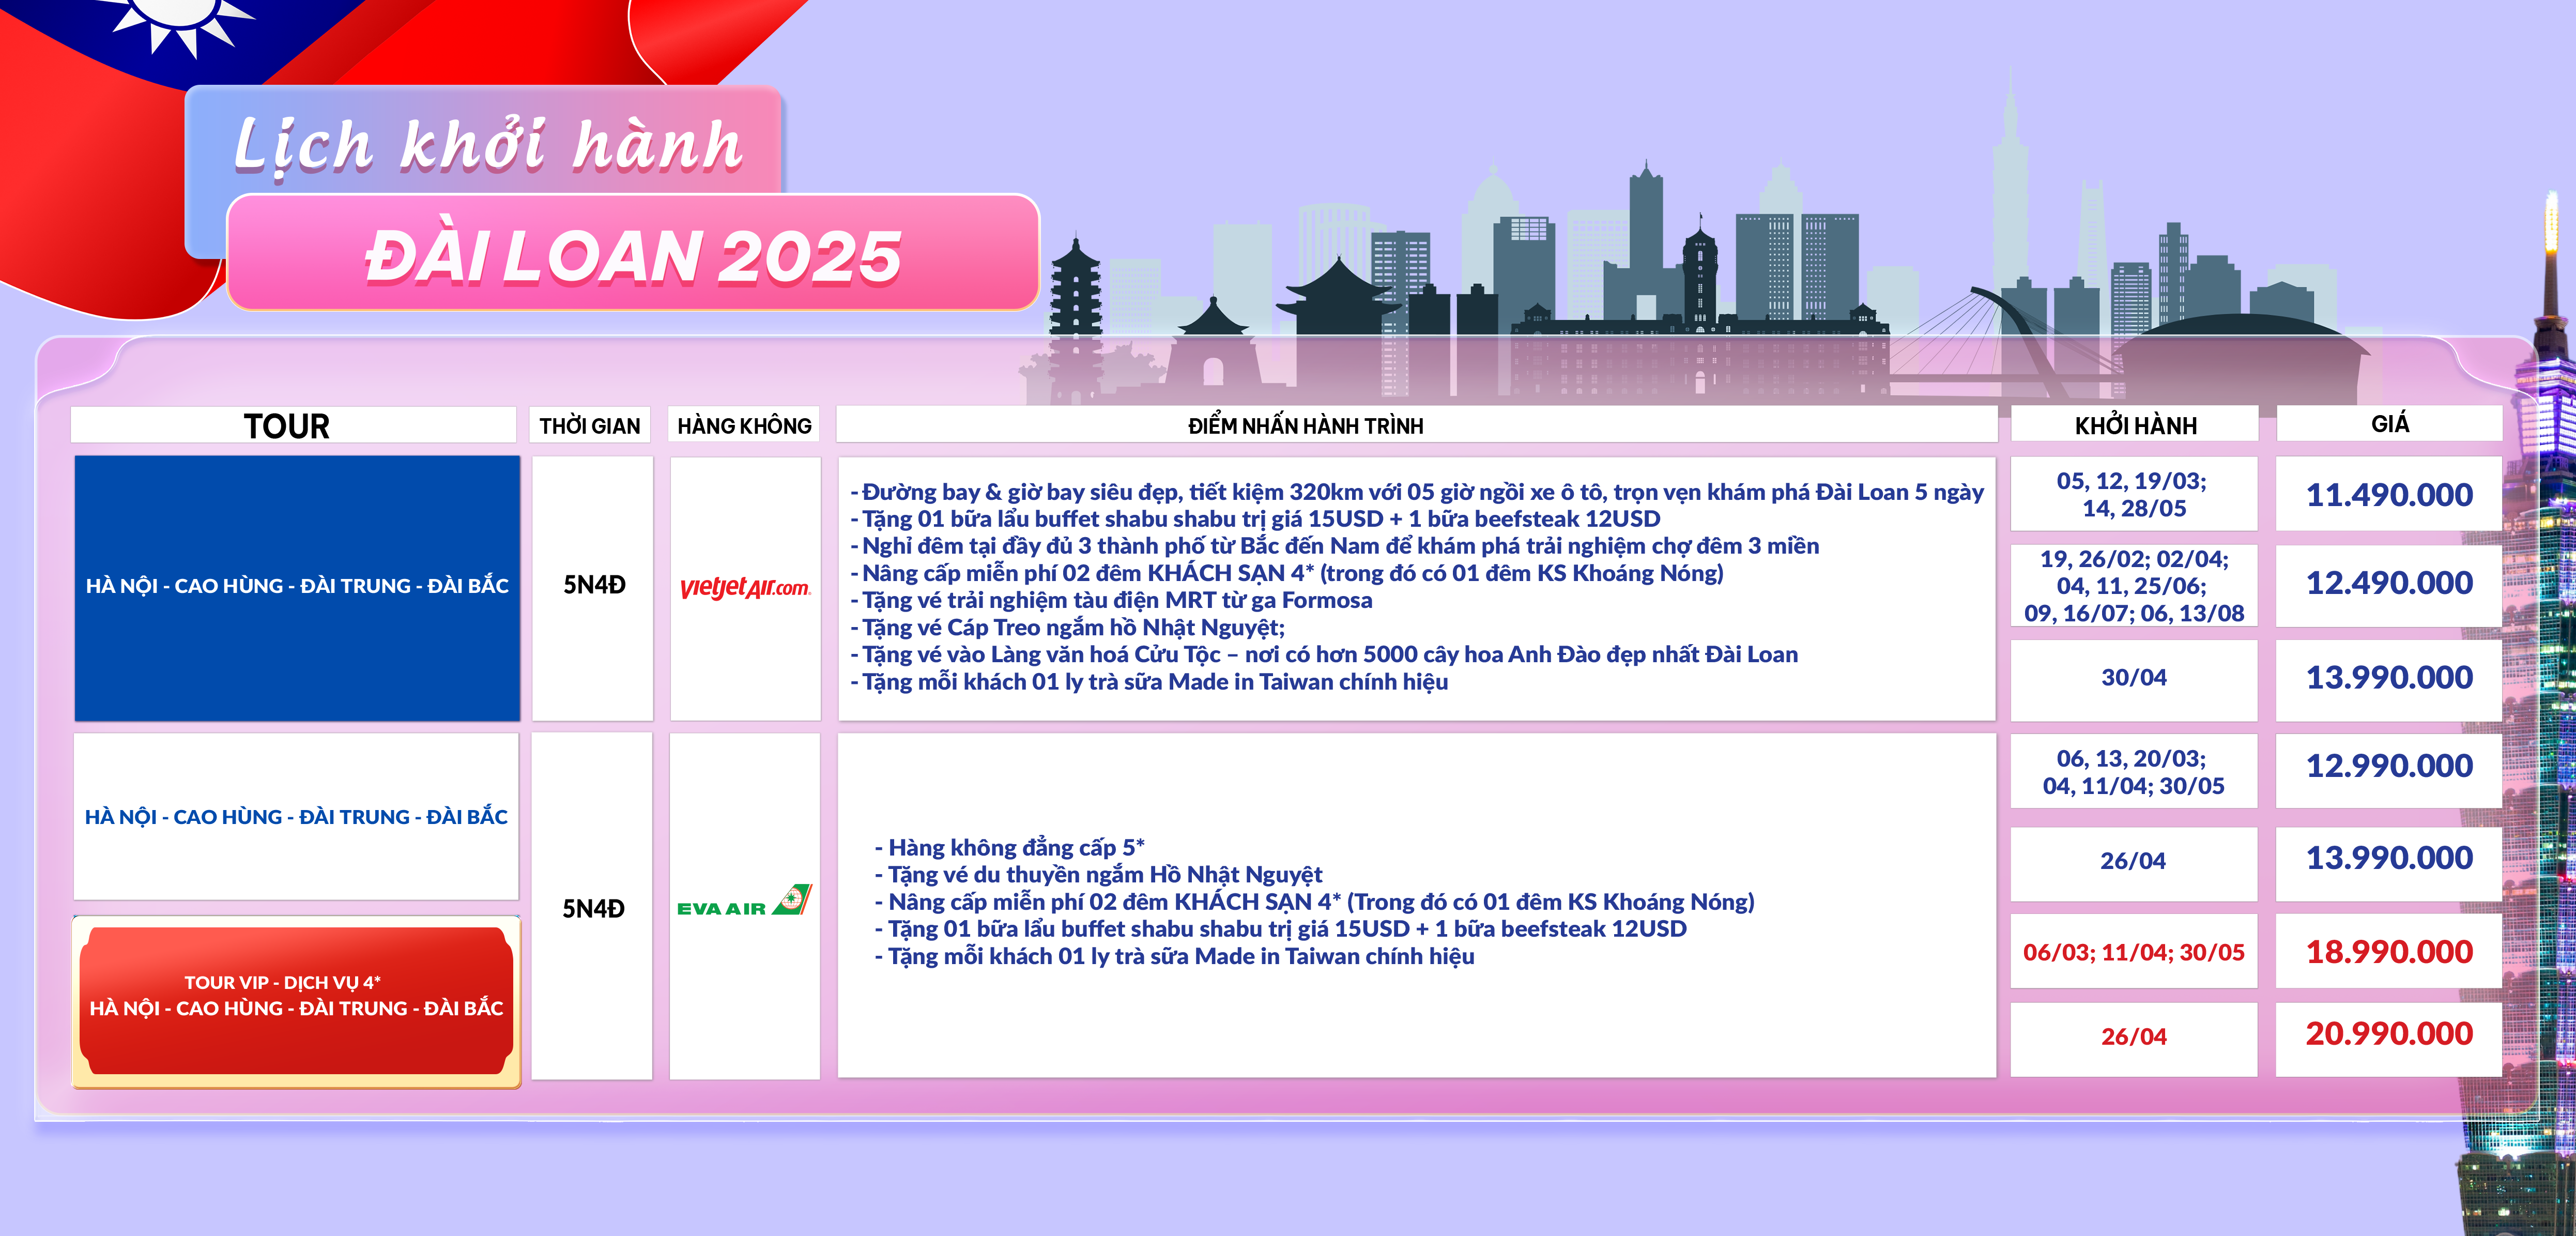 Lịch khởi hành
ĐÀI LOAN 2025
TOUR
THỜI GIAN
HÀNG KHÔNG
ĐIỂM NHẤN HÀNH TRÌNH
KHỞI HÀNH
GIÁ
HÀ NỘI - CAO HÙNG - ĐÀI TRUNG - ĐÀI BẮC
5N4Đ
vietjetAir.com
- Đường bay & giờ bay siêu đẹp, tiết kiệm 320km với 05 giờ ngồi xe ô tô, trọn vẹn khám phá Đài Loan 5 ngày
- Tặng 01 bữa lẩu buffet shabu shabu trị giá 15USD + 1 bữa beefsteak 12USD
- Nghỉ đêm tại đầy đủ 3 thành phố từ Bắc đến Nam để khám phá trải nghiệm chợ đêm 3 miền
- Nâng cấp miễn phí 02 đêm KHÁCH SẠN 4* (trong đó có 01 đêm KS Khoáng Nóng)
- Tặng vé trải nghiệm tàu điện MRT từ ga Formosa
- Tặng vé Cáp Treo ngắm hồ Nhật Nguyệt;
- Tặng vé vào Làng văn hoá Cửu Tộc – nơi có hơn 5000 cây hoa Anh Đào đẹp nhất Đài Loan
- Tặng mỗi khách 01 ly trà sữa Made in Taiwan chính hiệu
05, 12, 19/03;
14, 28/05
11.490.000
19, 26/02; 02/04;
04, 11, 25/06;
09, 16/07; 06, 13/08
12.490.000
30/04
13.990.000
HÀ NỘI - CAO HÙNG - ĐÀI TRUNG - ĐÀI BẮC
TOUR VIP - DỊCH VỤ 4*
HÀ NỘI - CAO HÙNG - ĐÀI TRUNG - ĐÀI BẮC
5N4Đ
EVA AIR
- Hàng không đẳng cấp 5*
- Tặng vé du thuyền ngắm Hồ Nhật Nguyệt
- Nâng cấp miễn phí 02 đêm KHÁCH SẠN 4* (Trong đó có 01 đêm KS Khoáng Nóng)
- Tặng 01 bữa lẩu buffet shabu shabu trị giá 15USD + 1 bữa beefsteak 12USD
- Tặng mỗi khách 01 ly trà sữa Made in Taiwan chính hiệu
06, 13, 20/03;
04, 11/04; 30/05
12.990.000
26/04
13.990.000
06/03; 11/04; 30/05
18.990.000
26/04
20.990.000